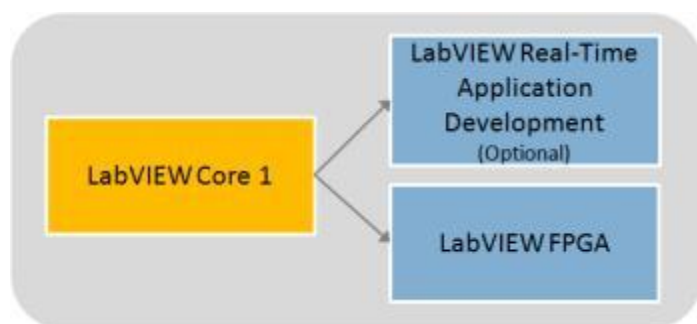 LabVIEW Core 1
LabVIEW Real-Time
Application
Development
(Optional)
LabVIEW FPGA